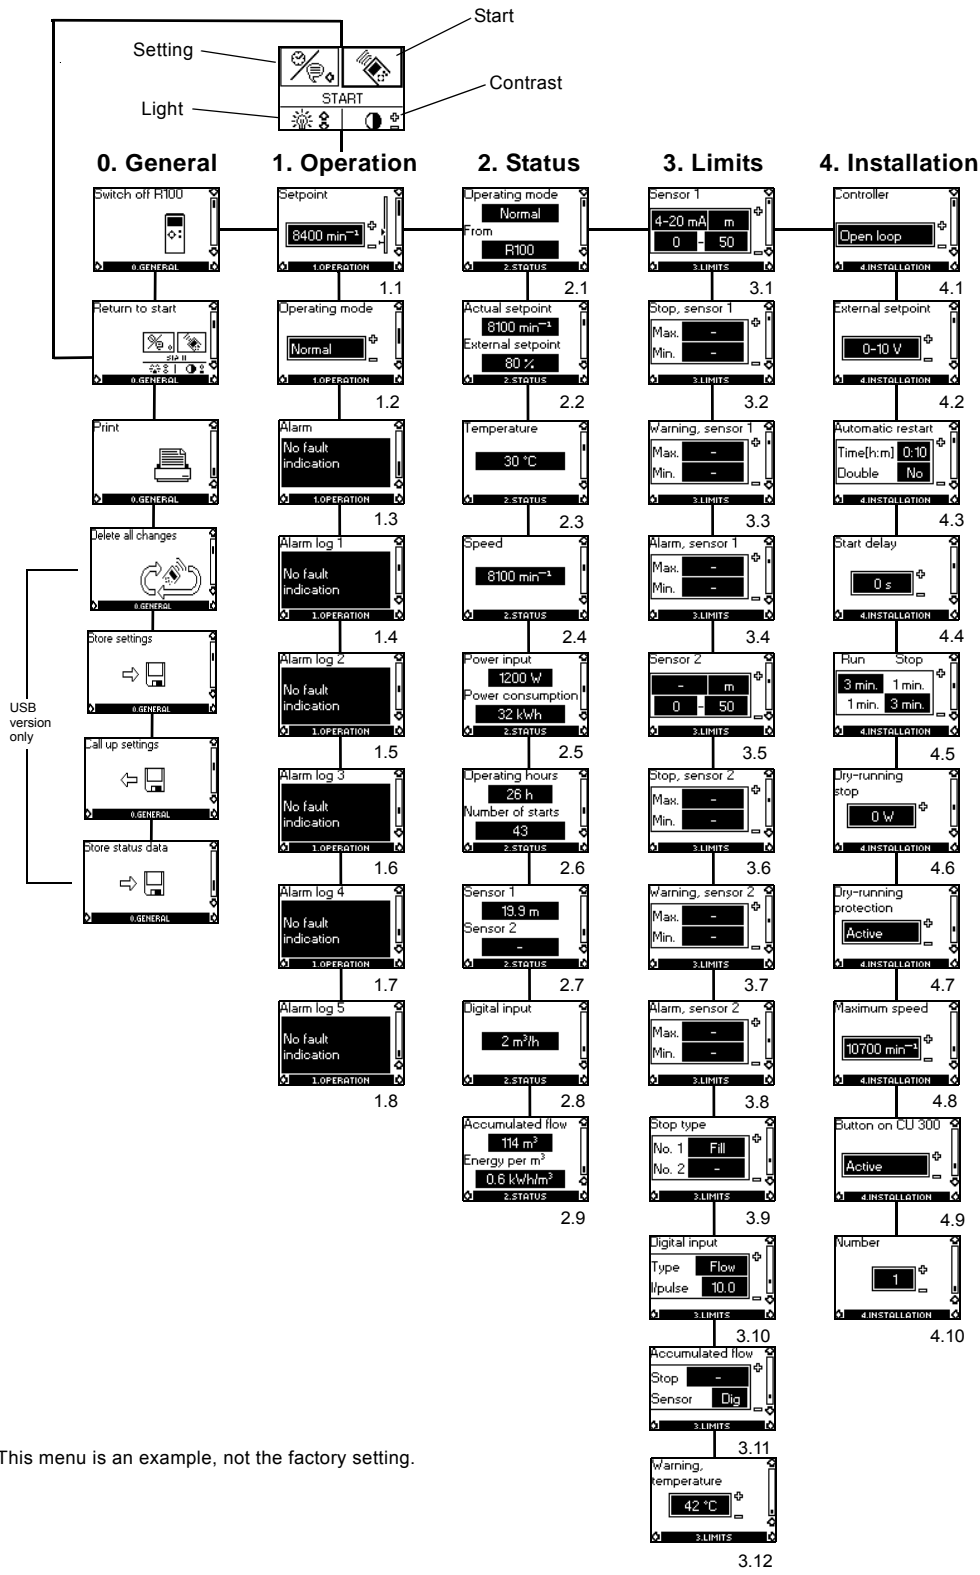 Start
Setting
Contrast
START
Light
0. General
Switch off R100
0.GENERAL
Return to start
START
0.GENERAL
Print
0.GENERAL
Delete all changes
0.GENERAL
Store settings
0.GENERAL
USB
version
only
Call up settings
0.GENERAL
Store status data
0.GENERAL
1. Operation
Setpoint
8400 min⁻¹
1.OPERATION
1.1
Operating mode
Normal
1.OPERATION
1.2
Alarm
No fault
indication
1.OPERATION
1.3
Alarm log 1
No fault
indication
1.OPERATION
1.4
Alarm log 2
No fault
indication
1.OPERATION
1.5
Alarm log 3
No fault
indication
1.OPERATION
1.6
Alarm log 4
No fault
indication
1.OPERATION
1.7
Alarm log 5
No fault
indication
1.OPERATION
1.8
2. Status
Operating mode
Normal
From
R100
2.STATUS
2.1
Actual setpoint
8100 min⁻¹
External setpoint
80 %
2.STATUS
2.2
Temperature
30 °C
2.STATUS
2.3
Speed
8100 min⁻¹
2.STATUS
2.4
Power input
1200 W
Power consumption
32 kWh
2.STATUS
2.5
Operating hours
26 h
Number of starts
43
2.STATUS
2.6
Sensor 1
19.9 m
Sensor 2
-
2.STATUS
2.7
Digital input
2 m³/h
2.STATUS
2.8
Accumulated flow
114 m³
Energy per m³
0.6 kWh/m³
2.STATUS
2.9
3. Limits
Sensor 1
4-20 mA m
0 - 50
3.LIMITS
3.1
Stop, sensor 1
Max. -
Min. -
3.LIMITS
3.2
Warning, sensor 1
Max. -
Min. -
3.LIMITS
3.3
Alarm, sensor 1
Max. -
Min. -
3.LIMITS
3.4
Sensor 2
- m
0 - 50
3.LIMITS
3.5
Stop, sensor 2
Max. -
Min. -
3.LIMITS
3.6
Warning, sensor 2
Max. -
Min. -
3.LIMITS
3.7
Alarm, sensor 2
Max. -
Min. -
3.LIMITS
3.8
Stop type
No. 1 Fill
No. 2 -
3.LIMITS
3.9
Digital input
Type Flow
l/pulse 10.0
3.LIMITS
3.10
Accumulated flow
Stop -
Sensor Dig
3.LIMITS
3.11
Warning,
temperature
42 °C
3.LIMITS
3.12
4. Installation
Controller
Open loop
4.INSTALLATION
4.1
External setpoint
0-10 V
4.INSTALLATION
4.2
Automatic restart
Time[h:m] 0:10
Double No
4.INSTALLATION
4.3
Start delay
0 s
4.INSTALLATION
4.4
Run Stop
3 min. 1 min.
1 min. 3 min.
4.INSTALLATION
4.5
Dry-running
stop
0 W
4.INSTALLATION
4.6
Dry-running
protection
Active
4.INSTALLATION
4.7
Maximum speed
10700 min⁻¹
4.INSTALLATION
4.8
Button on CU 300
Active
4.INSTALLATION
4.9
Number
1
4.INSTALLATION
4.10
This menu is an example, not the factory setting.